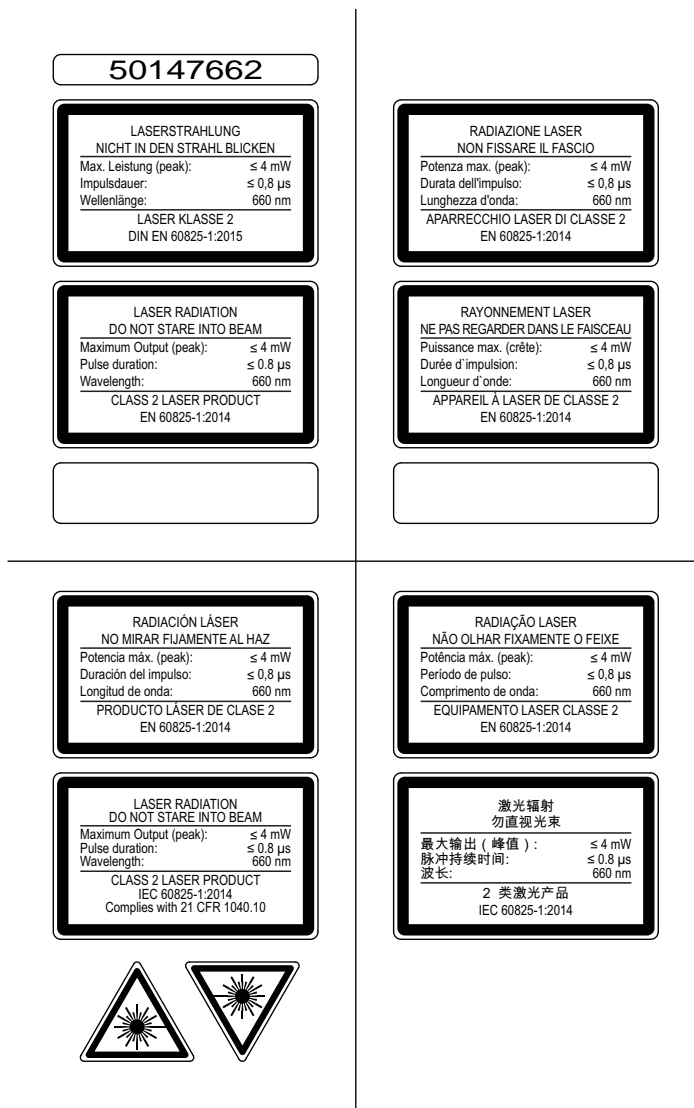 50147662
LASERSTRAHLUNG
NICHT IN DEN STRAHL BLICKEN
Max. Leistung (peak): ≤ 4 mW
Impulsdauer: ≤ 0,8 µs
Wellenlänge: 660 nm
LASER KLASSE 2
DIN EN 60825-1:2015
LASER RADIATION
DO NOT STARE INTO BEAM
Maximum Output (peak): ≤ 4 mW
Pulse duration: ≤ 0.8 µs
Wavelength: 660 nm
CLASS 2 LASER PRODUCT
EN 60825-1:2014
RADIAZIONE LASER
NON FISSARE IL FASCIO
Potenza max. (peak): ≤ 4 mW
Durata dell'impulso: ≤ 0,8 µs
Lunghezza d'onda: 660 nm
APARRECCHIO LASER DI CLASSE 2
EN 60825-1:2014
RAYONNEMENT LASER
NE PAS REGARDER DANS LE FAISCEAU
Puissance max. (crête): ≤ 4 mW
Durée d`impulsion: ≤ 0,8 µs
Longueur d`onde: 660 nm
APPAREIL À LASER DE CLASSE 2
EN 60825-1:2014
RADIACIÓN LÁSER
NO MIRAR FIJAMENTE AL HAZ
Potencia máx. (peak): ≤ 4 mW
Duración del impulso: ≤ 0,8 µs
Longitud de onda: 660 nm
PRODUCTO LÁSER DE CLASE 2
EN 60825-1:2014
LASER RADIATION
DO NOT STARE INTO BEAM
Maximum Output (peak): ≤ 4 mW
Pulse duration: ≤ 0.8 µs
Wavelength: 660 nm
CLASS 2 LASER PRODUCT
IEC 60825-1:2014
Complies with 21 CFR 1040.10
RADIAÇÃO LASER
NÃO OLHAR FIXAMENTE O FEIXE
Potência máx. (peak): ≤ 4 mW
Período de pulso: ≤ 0,8 µs
Comprimento de onda: 660 nm
EQUIPAMENTO LASER CLASSE 2
EN 60825-1:2014
激光辐射
勿直视光束
最大输出（峰值）: ≤ 4 mW
脉冲持续时间: ≤ 0.8 µs
波长: 660 nm
2 类激光产品
IEC 60825-1:2014